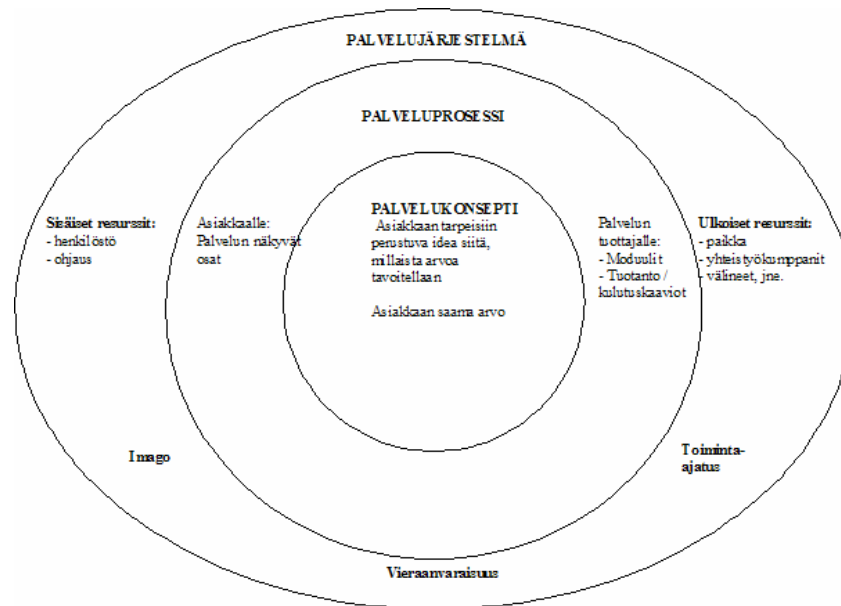 PALVELUJÄRJESTELMÄ
PALVELUPROSESSI
Sisäiset resurssit:
- henkilöstö
- ohjaus
Asiakkaalle:
Palvelun näkyvät
osat
PALVELUKONSEPTI
Asiakkaan tarpeisiin
perustuva idea siitä,
millaista arvoa
tavoitellaan
Asiakkaan saama arvo
Palvelun
tuottajalle:
- Moduulit
- Tuotanto /
kulutuskaaviot
Ulkoiset resurssit:
- paikka
- yhteistyökumppanit
- välineet, jne.
Imago
Toiminta-
ajatus
Vieraanvaraisuus